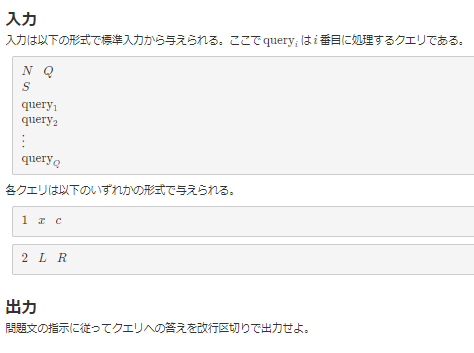 入力
入力は以下の形式で標準入力から与えられる。ここで query_i は i 番目に処理するクエリである。
N Q
S
query_1
query_2
⋮
query_Q
各クエリは以下のいずれかの形式で与えられる。
1 x c
2 L R
出力
問題文の指示に従ってクエリへの答えを改行区切りで出力せよ。